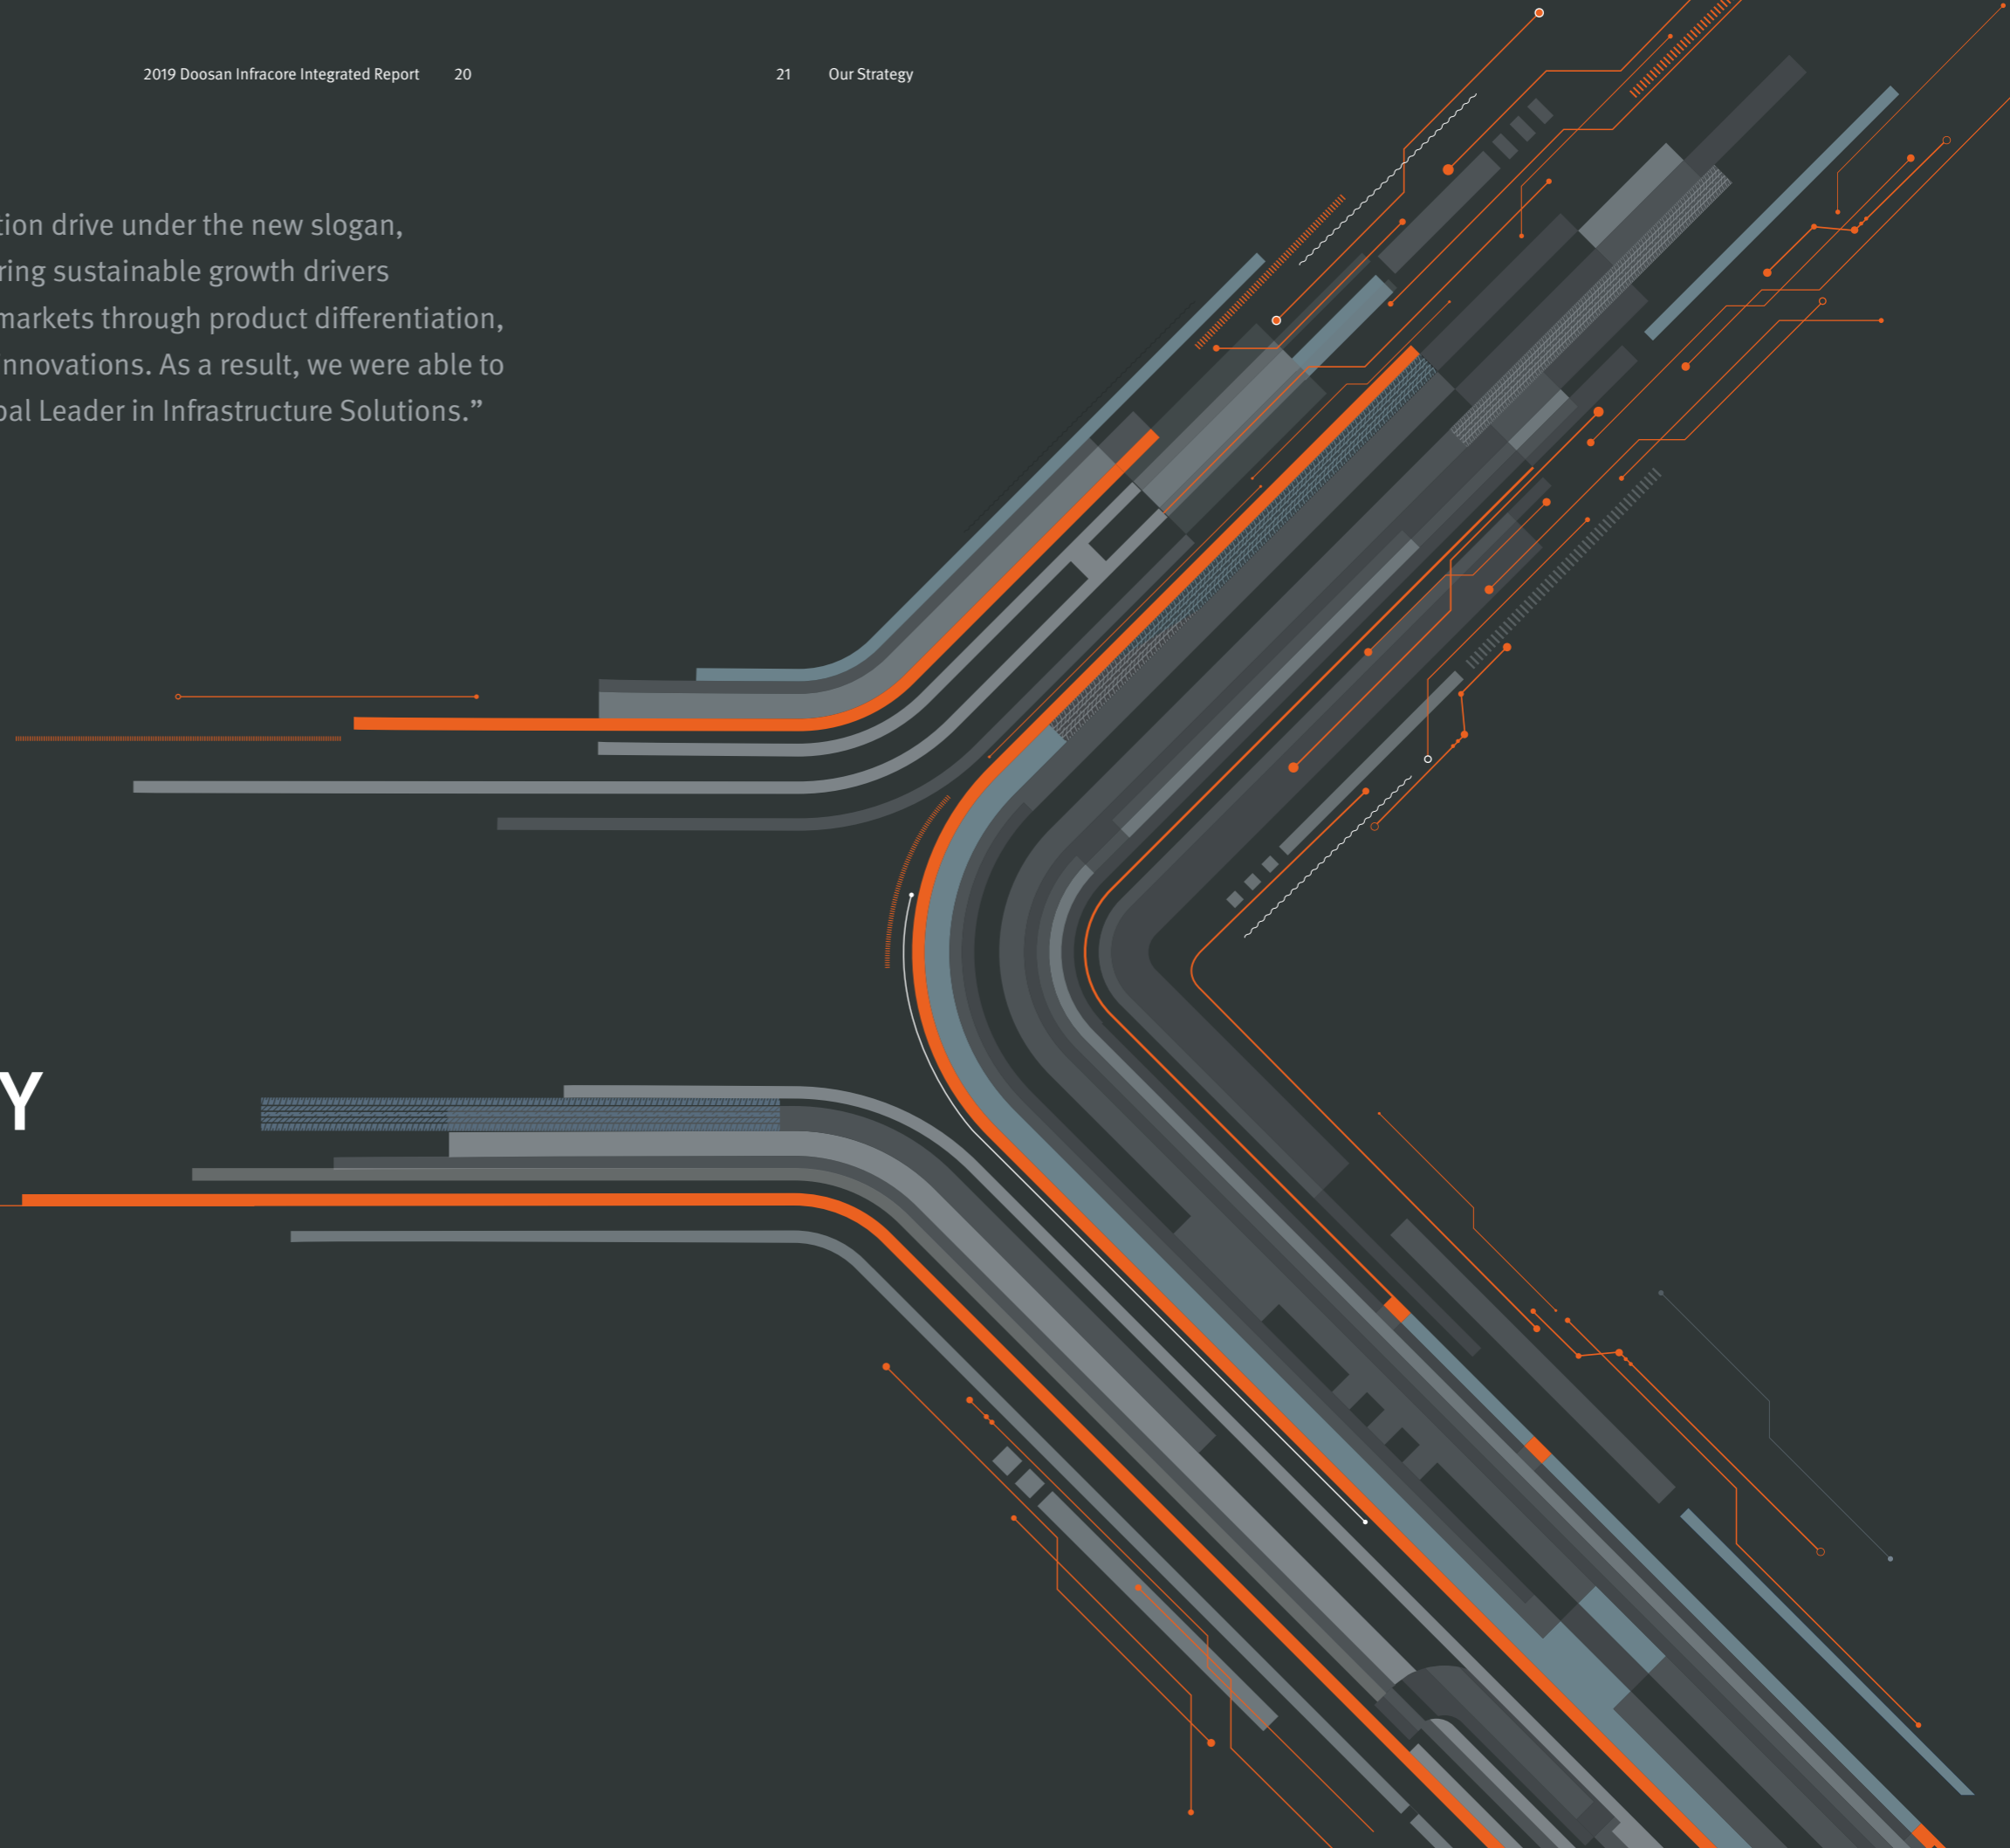 2019 Doosan Infracore Integrated Report 20
21 Our Strategy
tion drive under the new slogan,
ring sustainable growth drivers
markets through product differentiation,
innovations. As a result, we were able to
bal Leader in Infrastructure Solutions.”
Y